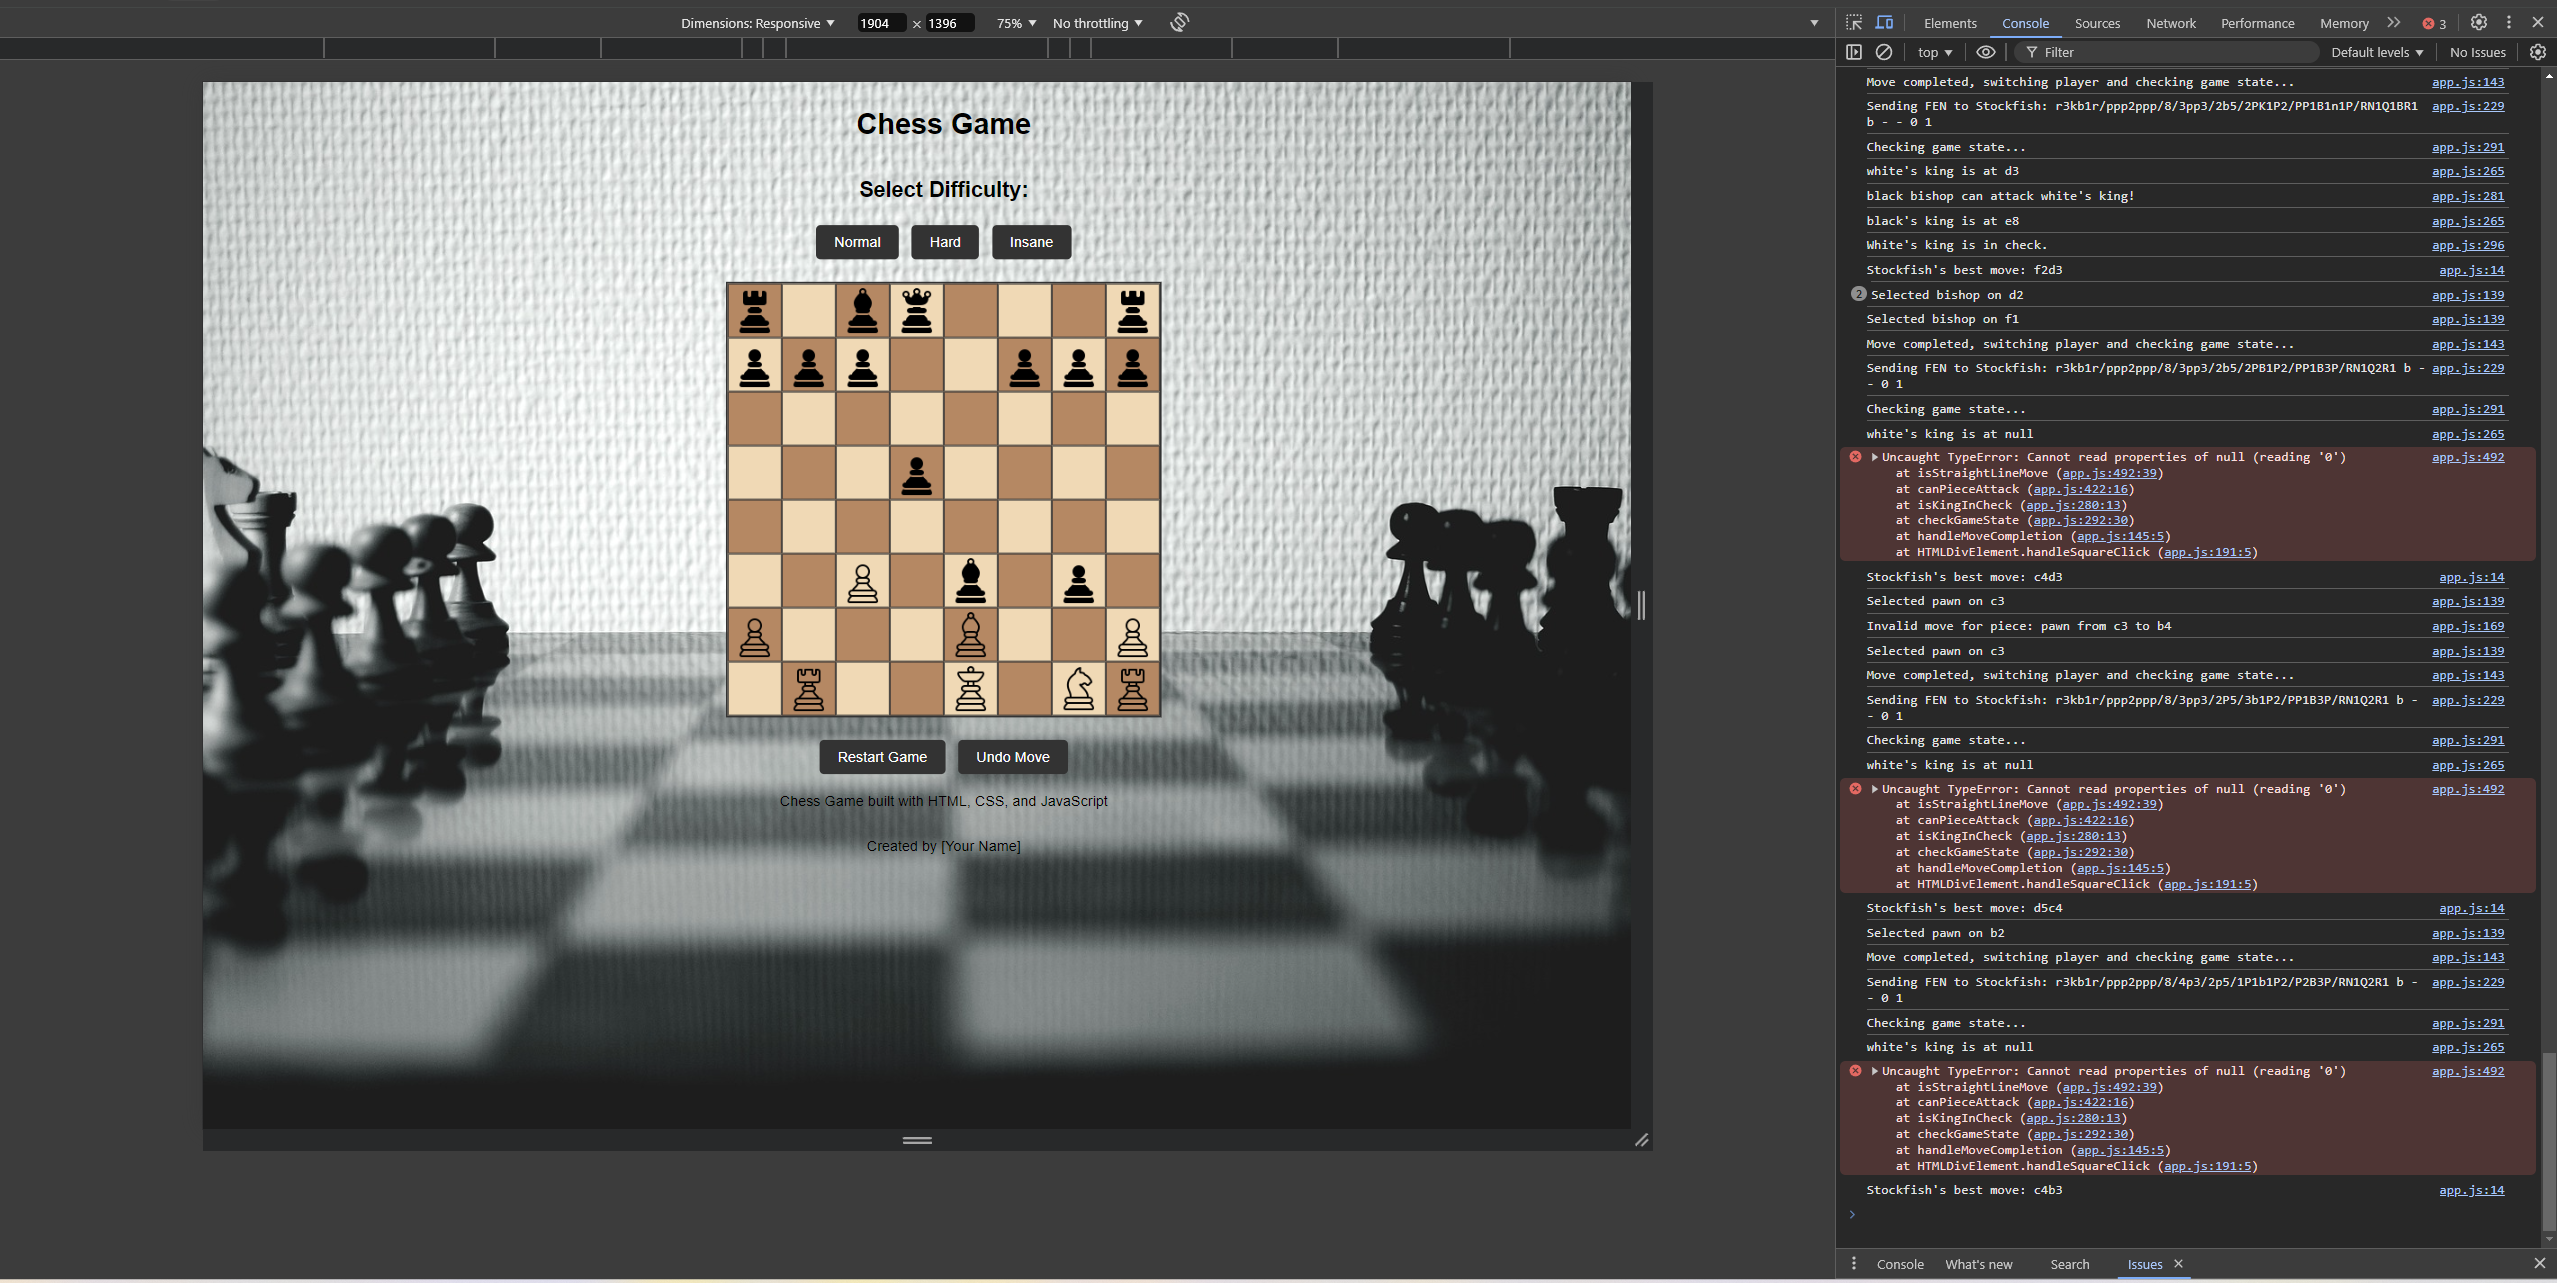 Dimensions: Responsive 1904 × 1396 75% No throttling
Elements Console Sources Network Performance Memory 3
top Filter Default levels No Issues
Chess Game
Select Difficulty:
Normal Hard Insane
Restart Game Undo Move
Chess Game built with HTML, CSS, and JavaScript
Created by [Your Name]
Move completed, switching player and checking game state... app.js:143
Sending FEN to Stockfish: r3kb1r/ppp2ppp/8/3pp3/2b5/2PK1P2/PP1B1n1P/RN1Q1BR1 app.js:229
b - - 0 1
Checking game state... app.js:291
white's king is at d3 app.js:265
black bishop can attack white's king! app.js:281
black's king is at e8 app.js:265
White's king is in check. app.js:296
Stockfish's best move: f2d3 app.js:14
2 Selected bishop on d2 app.js:139
Selected bishop on f1 app.js:139
Move completed, switching player and checking game state... app.js:143
Sending FEN to Stockfish: r3kb1r/ppp2ppp/8/3pp3/2b5/2PB1P2/PP1B3P/RN1Q2R1 b - app.js:229
- 0 1
Checking game state... app.js:291
white's king is at null app.js:265
Uncaught TypeError: Cannot read properties of null (reading '0') app.js:492
at isStraightLineMove (app.js:492:39)
at canPieceAttack (app.js:422:16)
at isKingInCheck (app.js:280:13)
at checkGameState (app.js:292:30)
at handleMoveCompletion (app.js:145:5)
at HTMLDivElement.handleSquareClick (app.js:191:5)
Stockfish's best move: c4d3 app.js:14
Selected pawn on c3 app.js:139
Invalid move for piece: pawn from c3 to b4 app.js:169
Selected pawn on c3 app.js:139
Move completed, switching player and checking game state... app.js:143
Sending FEN to Stockfish: r3kb1r/ppp2ppp/8/3pp3/2P5/3b1P2/PP1B3P/RN1Q2R1 b - app.js:229
- 0 1
Checking game state... app.js:291
white's king is at null app.js:265
Uncaught TypeError: Cannot read properties of null (reading '0') app.js:492
at isStraightLineMove (app.js:492:39)
at canPieceAttack (app.js:422:16)
at isKingInCheck (app.js:280:13)
at checkGameState (app.js:292:30)
at handleMoveCompletion (app.js:145:5)
at HTMLDivElement.handleSquareClick (app.js:191:5)
Stockfish's best move: d5c4 app.js:14
Selected pawn on b2 app.js:139
Move completed, switching player and checking game state... app.js:143
Sending FEN to Stockfish: r3kb1r/ppp2ppp/8/4p3/2p5/1P1b1P2/P2B3P/RN1Q2R1 b - app.js:229
- 0 1
Checking game state... app.js:291
white's king is at null app.js:265
Uncaught TypeError: Cannot read properties of null (reading '0') app.js:492
at isStraightLineMove (app.js:492:39)
at canPieceAttack (app.js:422:16)
at isKingInCheck (app.js:280:13)
at checkGameState (app.js:292:30)
at handleMoveCompletion (app.js:145:5)
at HTMLDivElement.handleSquareClick (app.js:191:5)
Stockfish's best move: c4b3 app.js:14
Console What's new Search Issues